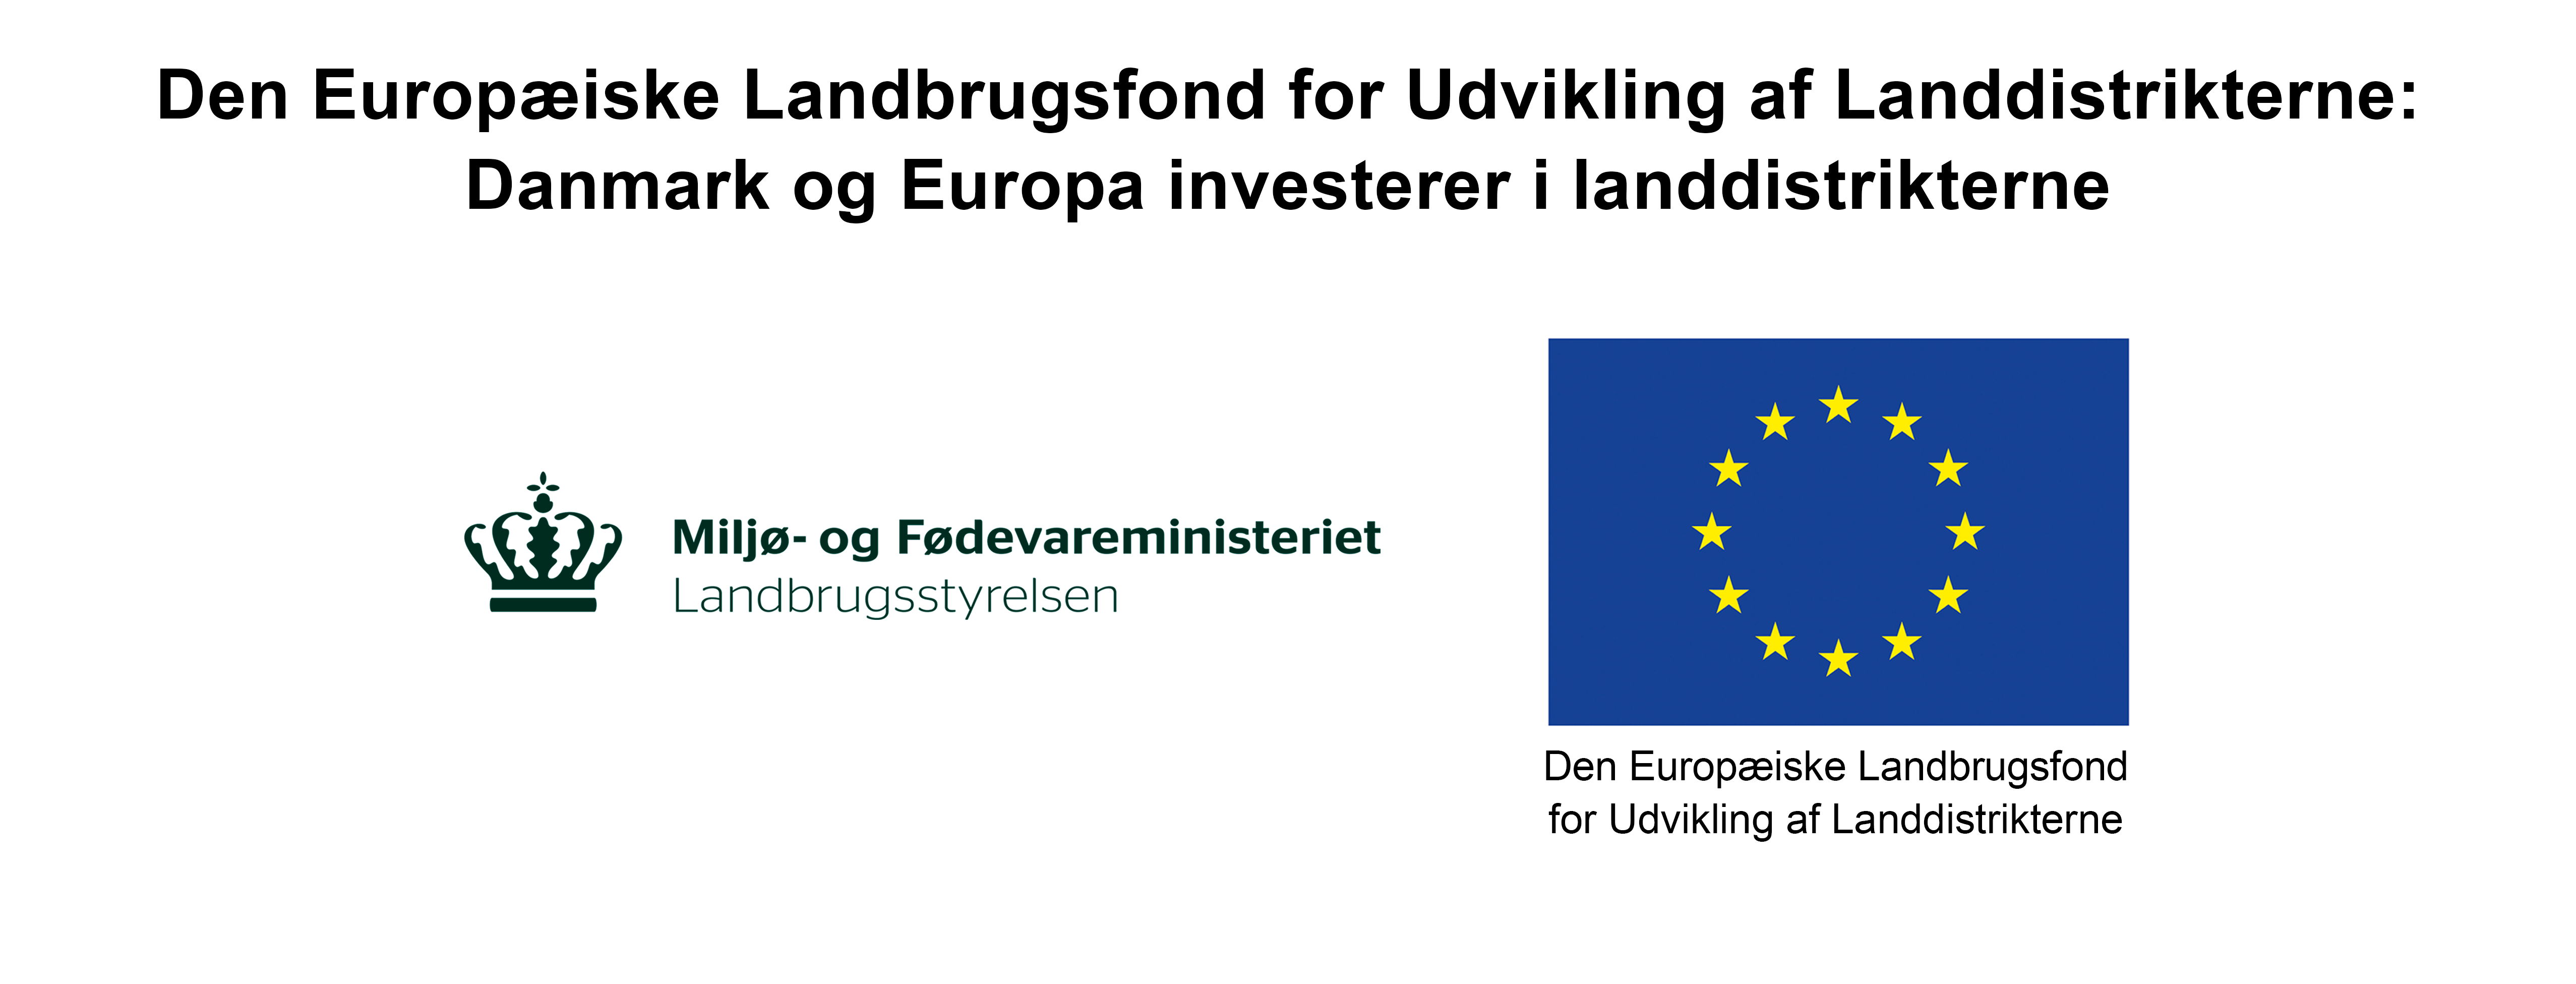 Den Europæiske Landbrugsfond for Udvikling af Landdistrikterne:
Danmark og Europa investerer i landdistrikterne
Miljø- og Fødevareministeriet
Landbrugsstyrelsen
Den Europæiske Landbrugsfond
for Udvikling af Landdistrikterne